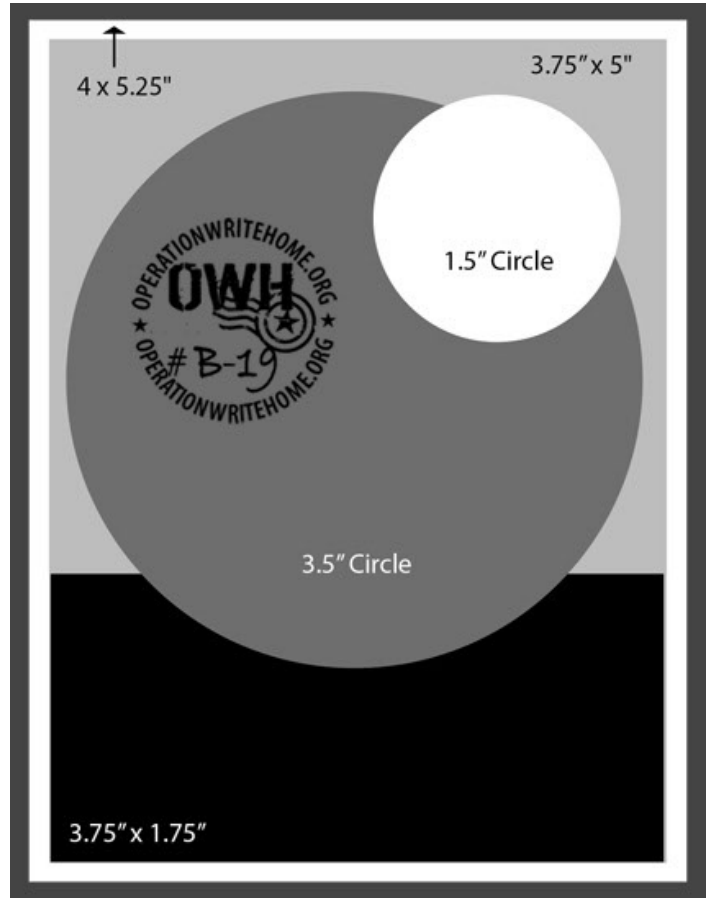 4 x 5.25"
3.75" x 5"
1.5" Circle
OPERATIONWRITEHOME.ORG
OWH
# B-19
OPERATIONWRITEHOME.ORG
3.5" Circle
3.75" x 1.75"